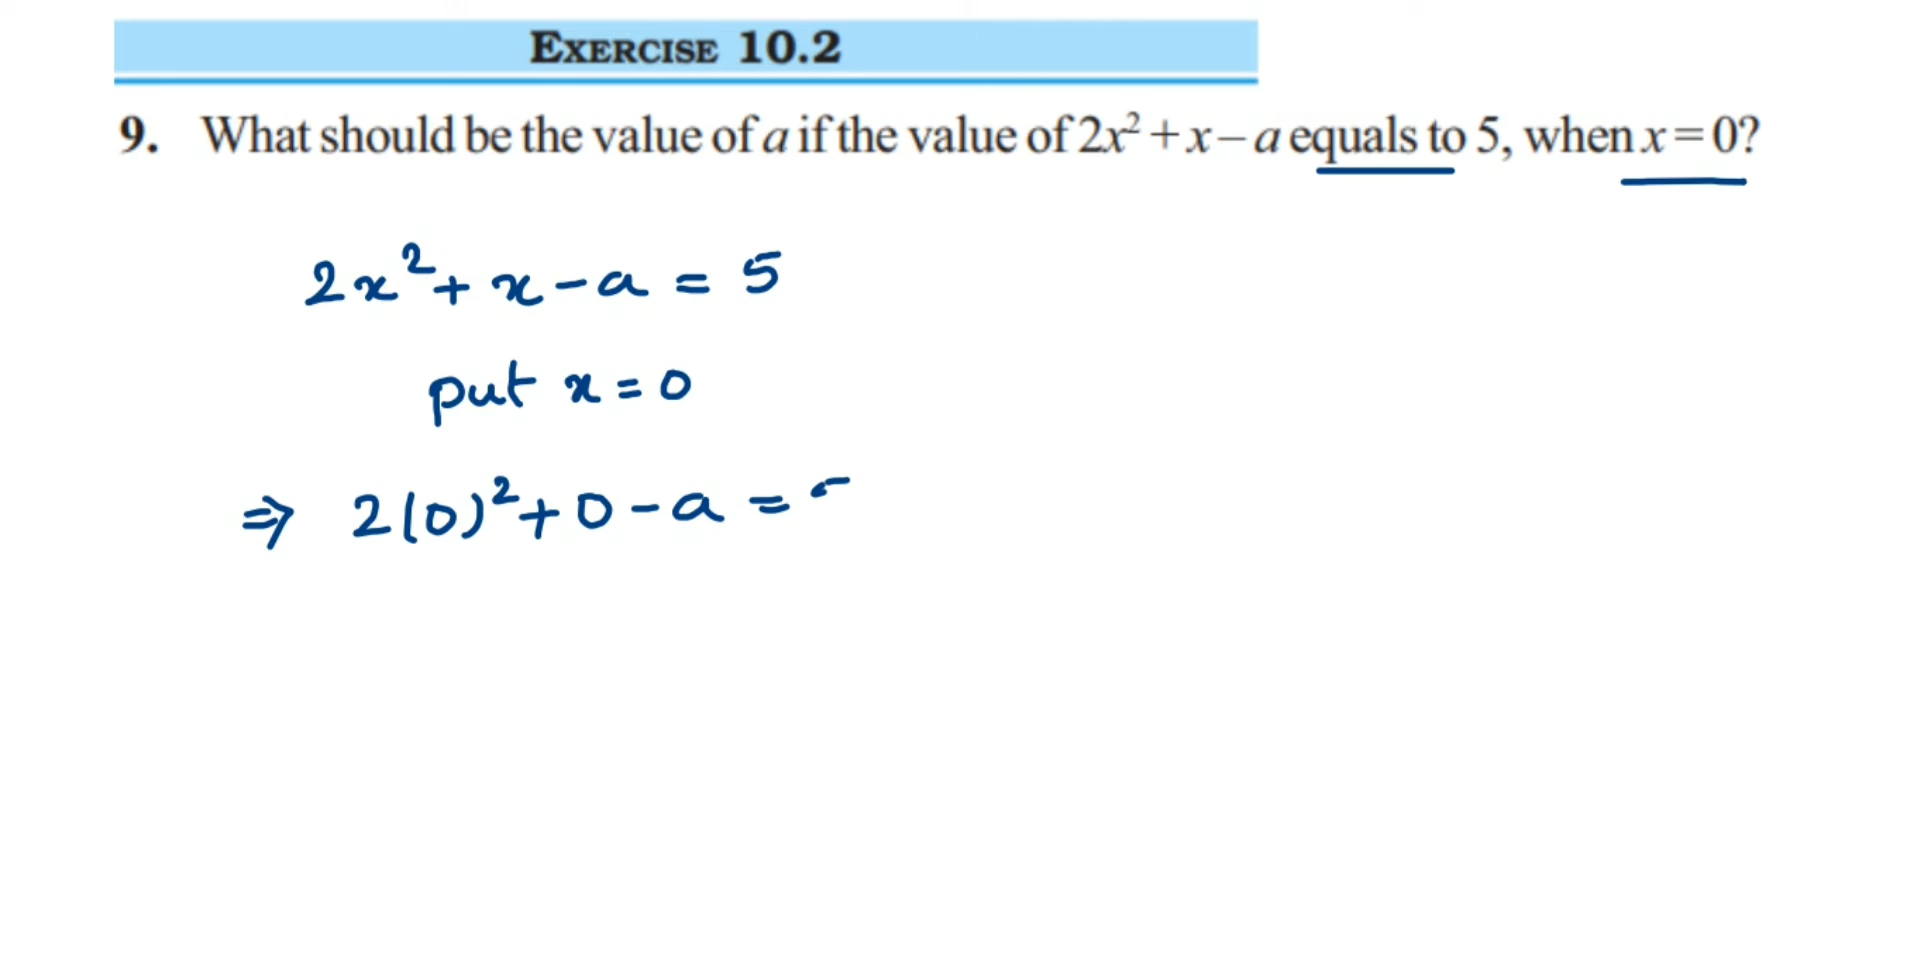 EXERCISE 10.2
9. What should be the value of a if the value of 2x² + x – a equals to 5, when x = 0?
2x² + x - a = 5
put x = 0
⇒ 2(0)² + 0 - a =